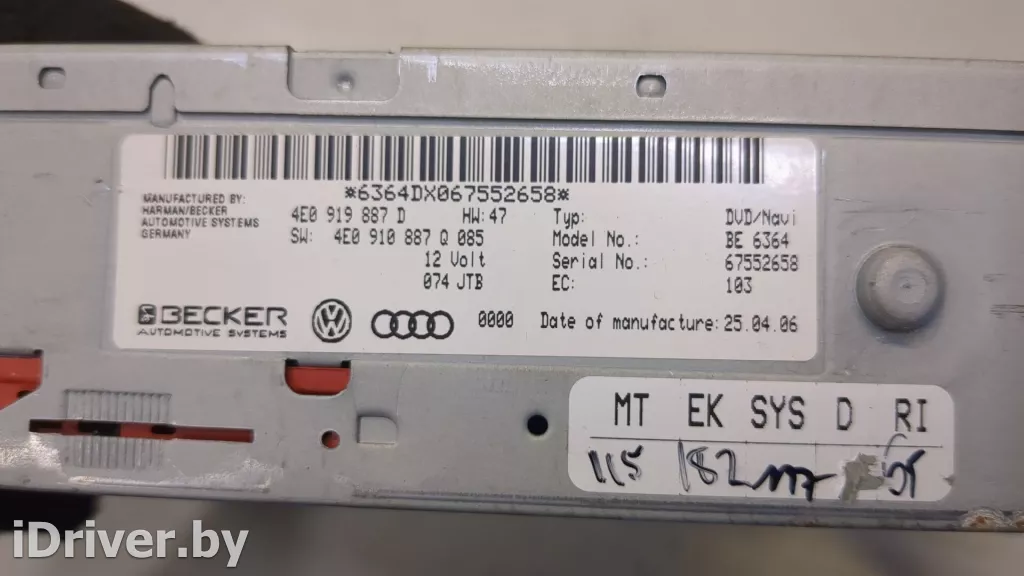 *6364DX067552658*
MANUFACTURED BY:
HARMAN/BECKER
AUTOMOTIVE SYSTEMS
GERMANY
4E0 919 887 D HW:47
SW: 4E0 910 887 Q 085
12 Volt
074 JTB
Typ: DVD/Navi
Model No.: BE 6364
Serial No.: 67552658
EC: 103
BECKER
AUTOMOTIVE SYSTEMS
0000 Date of manufacture: 25.04.06
MT EK SYS D RI
115 182
iDriver.by